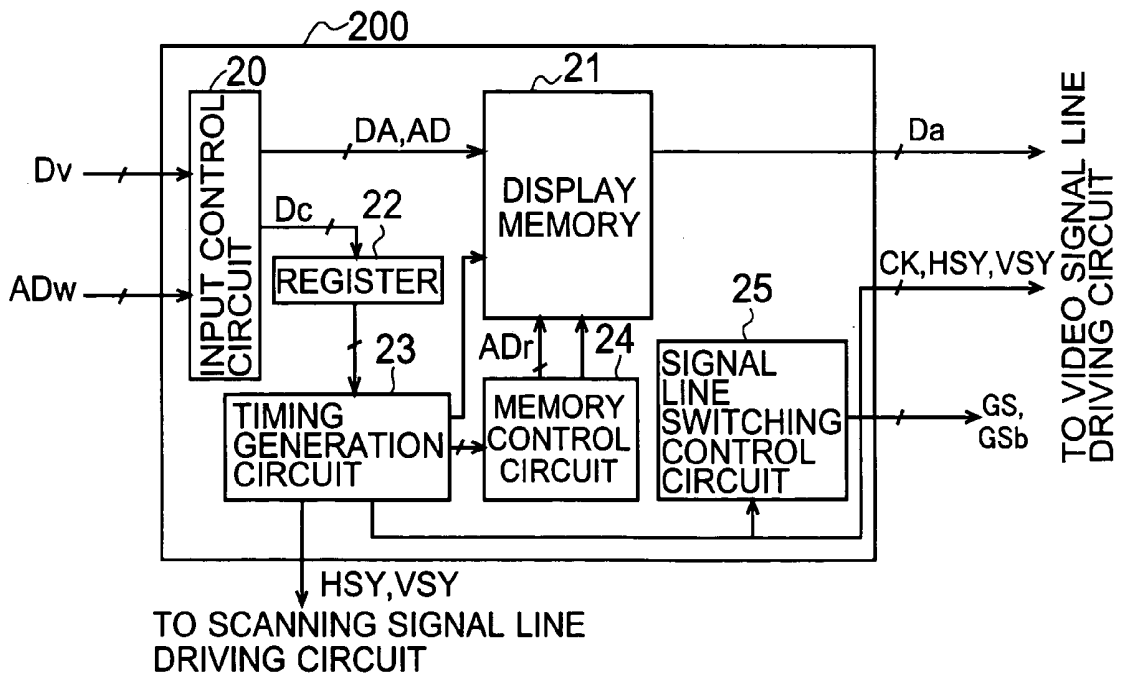 200
20
INPUT CONTROL
CIRCUIT
Dv
ADw
DA,AD
Dc
22
REGISTER
21
DISPLAY
MEMORY
Da
CK,HSY,VSY
TO VIDEO SIGNAL LINE
DRIVING CIRCUIT
23
TIMING
GENERATION
CIRCUIT
ADr
24
MEMORY
CONTROL
CIRCUIT
25
SIGNAL
LINE
SWITCHING
CONTROL
CIRCUIT
GS,
GSb
HSY,VSY
TO SCANNING SIGNAL LINE
DRIVING CIRCUIT